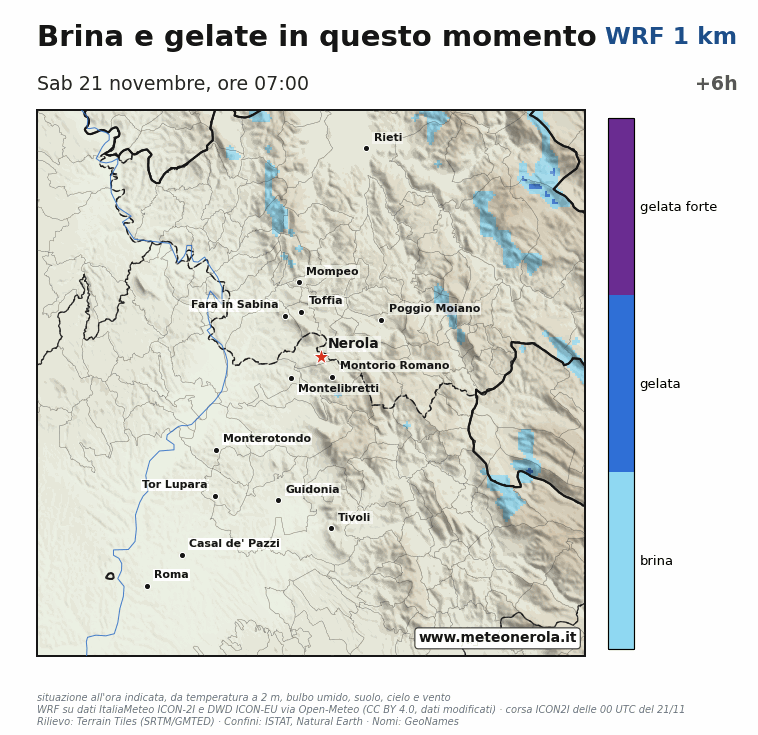 Brina e gelate in questo momento WRF 1 km
Sab 21 novembre, ore 07:00 +6h
Rieti
gelata forte
Mompeo
Fara in Sabina Toffia
Poggio Moiano
Nerola
Montorio Romano
Montelibretti
gelata
Monterotondo
Tor Lupara
Guidonia
Tivoli
Casal de' Pazzi
brina
Roma
www.meteonerola.it
situazione all'ora indicata, da temperatura a 2 m, bulbo umido, suolo, cielo e vento
WRF su dati ItaliaMeteo ICON-2I e DWD ICON-EU via Open-Meteo (CC BY 4.0, dati modificati) · corsa ICON2I delle 00 UTC del 21/11
Rilievo: Terrain Tiles (SRTM/GMTED) · Confini: ISTAT, Natural Earth · Nomi: GeoNames